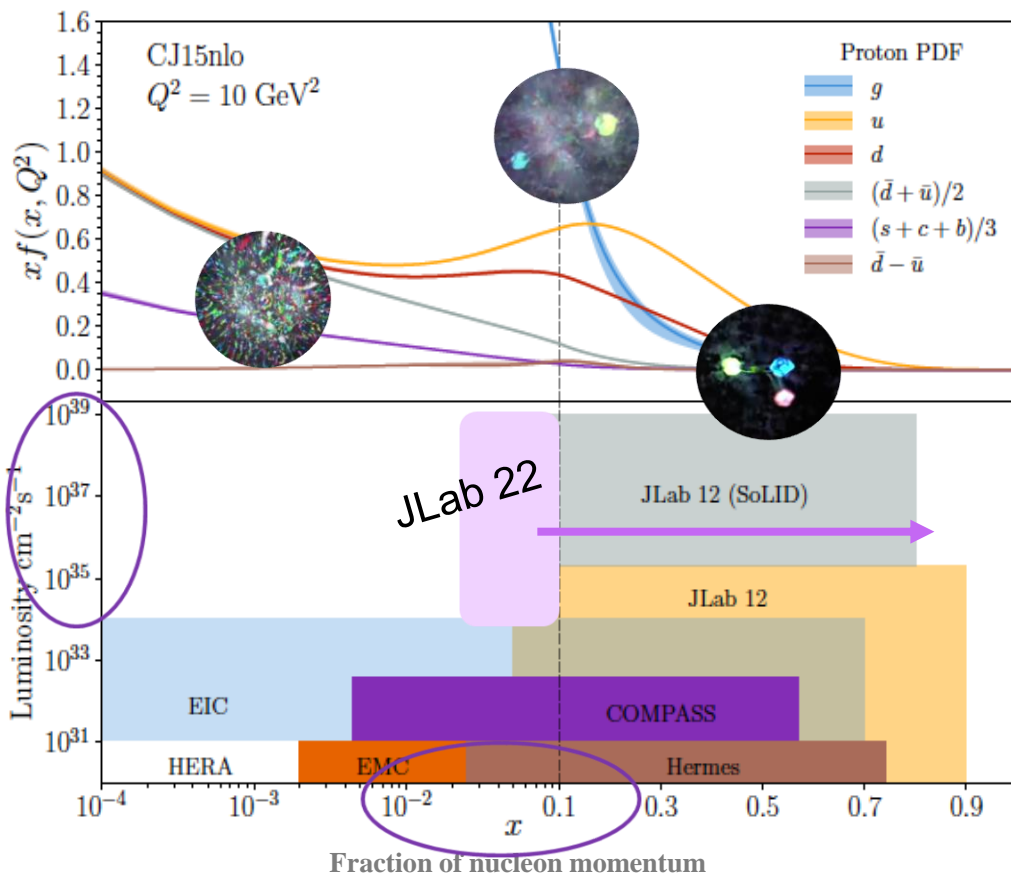 1.6
1.4
1.2
1.0
0.8
0.6
0.4
0.2
0.0
xf(x, Q²)
CJ15nlo
Q² = 10 GeV²
Proton PDF
g
u
d
(d̄ + ū)/2
(s + c + b)/3
d̄ − ū
10³⁹
10³⁷
10³⁵
10³³
10³¹
Luminosity cm⁻²s⁻¹
JLab 22
JLab 12 (SoLID)
JLab 12
EIC
COMPASS
HERA
EMC
Hermes
10⁻⁴ 10⁻³ 10⁻² 0.1 0.3 0.5 0.7 0.9
x
Fraction of nucleon momentum